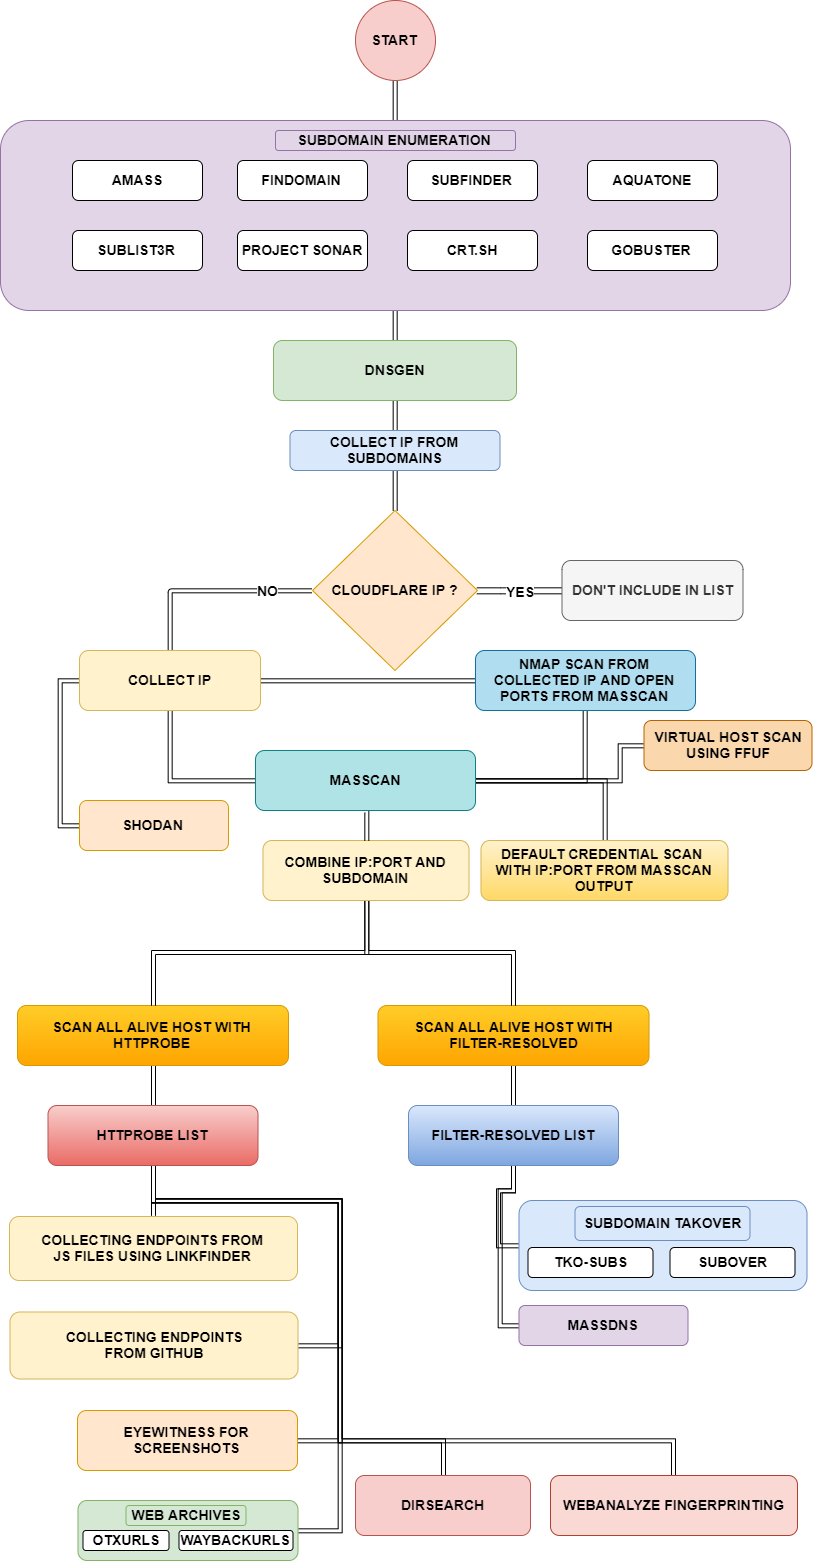 START
SUBDOMAIN ENUMERATION
AMASS
FINDOMAIN
SUBFINDER
AQUATONE
SUBLIST3R
PROJECT SONAR
CRT.SH
GOBUSTER
DNSGEN
COLLECT IP FROM
SUBDOMAINS
CLOUDFLARE IP ?
NO
YES
DON'T INCLUDE IN LIST
COLLECT IP
NMAP SCAN FROM
COLLECTED IP AND OPEN
PORTS FROM MASSCAN
VIRTUAL HOST SCAN
USING FFUF
MASSCAN
SHODAN
COMBINE IP:PORT AND
SUBDOMAIN
DEFAULT CREDENTIAL SCAN
WITH IP:PORT FROM MASSCAN
OUTPUT
SCAN ALL ALIVE HOST WITH
HTTPROBE
SCAN ALL ALIVE HOST WITH
FILTER-RESOLVED
HTTPROBE LIST
FILTER-RESOLVED LIST
COLLECTING ENDPOINTS FROM
JS FILES USING LINKFINDER
SUBDOMAIN TAKOVER
TKO-SUBS
SUBOVER
MASSDNS
COLLECTING ENDPOINTS
FROM GITHUB
EYEWITNESS FOR
SCREENSHOTS
DIRSEARCH
WEBANALYZE FINGERPRINTING
WEB ARCHIVES
OTXURLS
WAYBACKURLS